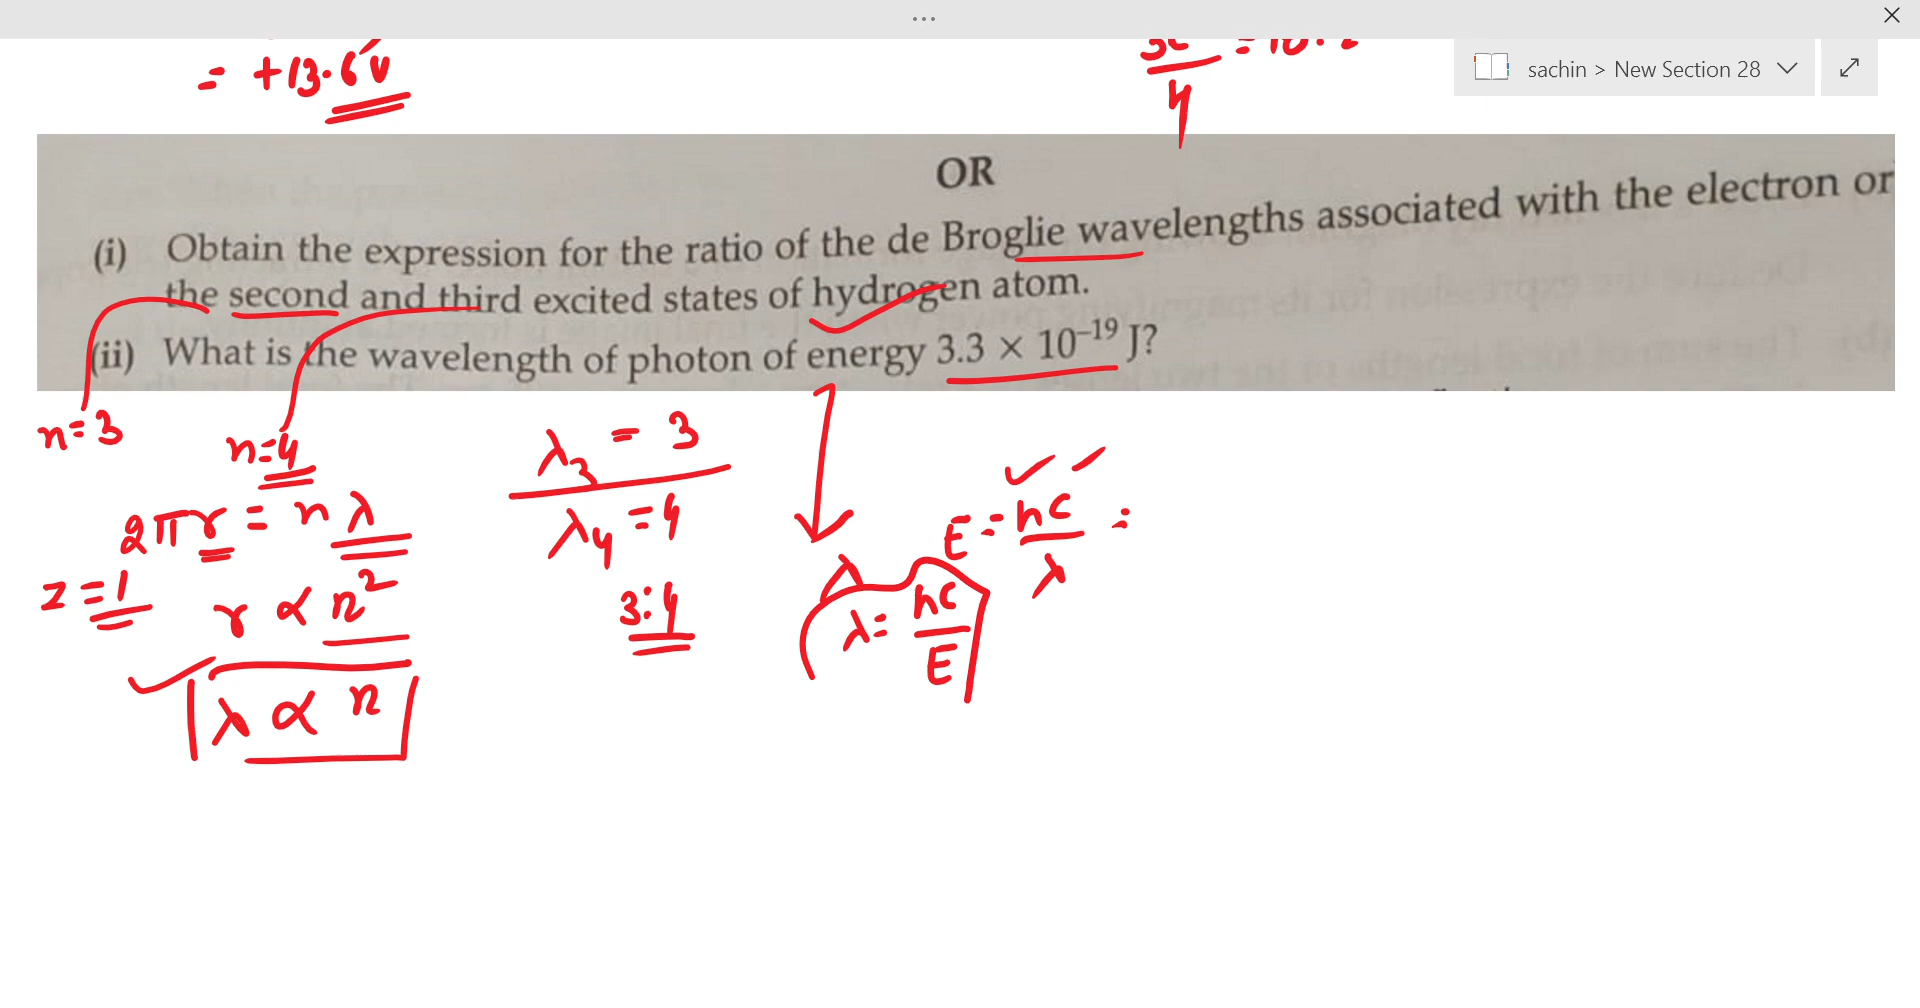 ...
= +13.6 v
sachin > New Section 28
4
OR
(i) Obtain the expression for the ratio of the de Broglie wavelengths associated with the electron or
the second and third excited states of hydrogen atom.
(ii) What is the wavelength of photon of energy 3.3 × 10⁻¹⁹ J?
n=3
n=4
2πr = nλ
z=1
r ∝ n²
λ ∝ n
λ3 = 3
λ4 = 4
3:4
λ
E = hc =
λ
λ = hc
E